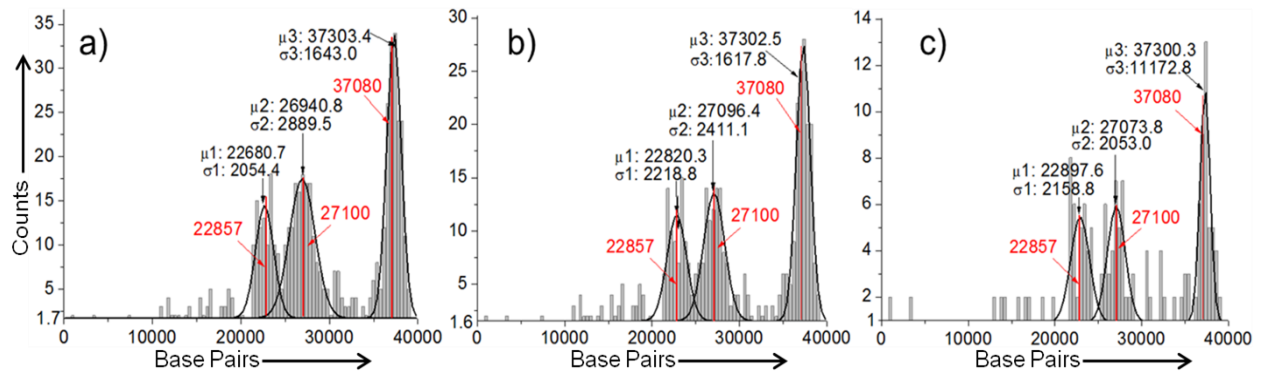 a)
Counts
35
30
25
20
15
10
5
1.7
µ1: 22680.7
σ1: 2054.4
µ2: 26940.8
σ2: 2889.5
µ3: 37303.4
σ3:1643.0
37080
22857
27100
0
10000
20000
30000
40000
Base Pairs
b)
30
25
20
15
10
5
1.6
µ1: 22820.3
σ1: 2218.8
µ2: 27096.4
σ2: 2411.1
µ3: 37302.5
σ3:1617.8
37080
22857
27100
0
10000
20000
30000
40000
Base Pairs
c)
14
12
10
8
6
4
2
1
µ1: 22897.6
σ1: 2158.8
µ2: 27073.8
σ2: 2053.0
µ3: 37300.3
σ3:11172.8
37080
22857
27100
0
10000
20000
30000
40000
Base Pairs